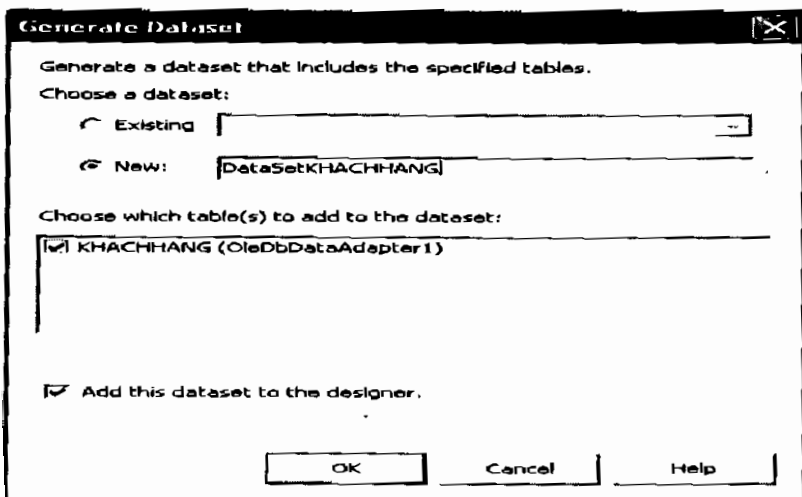 Generate Dataset
Generate a dataset that includes the specified tables.
Choose a dataset:
Existing
New: DataSetKHACHHANG
Choose which table(s) to add to the dataset:
KHACHHANG (OleDbDataAdapter1)
Add this dataset to the designer.
OK Cancel Help